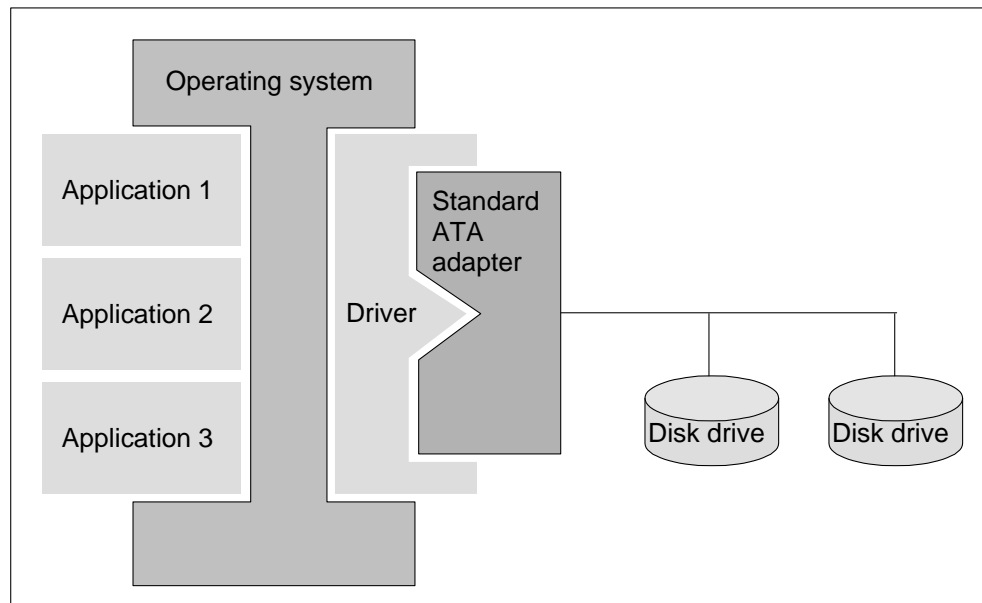 Operating system
Application 1
Application 2
Application 3
Driver
Standard
ATA
adapter
Disk drive
Disk drive